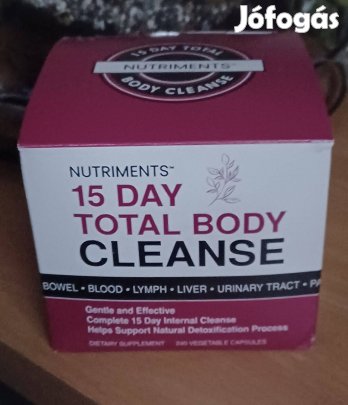 Jófogás
15 DAY TOTAL
NUTRIMENTS™
BODY CLEANSE
NUTRIMENTS™
15 DAY
TOTAL BODY
CLEANSE
BOWEL • BLOOD • LYMPH • LIVER • URINARY TRACT • PA
Gentle and Effective
Complete 15 Day Internal Cleanse
Helps Support Natural Detoxification Process
DIETARY SUPPLEMENT VEGETABLE CAPSULES